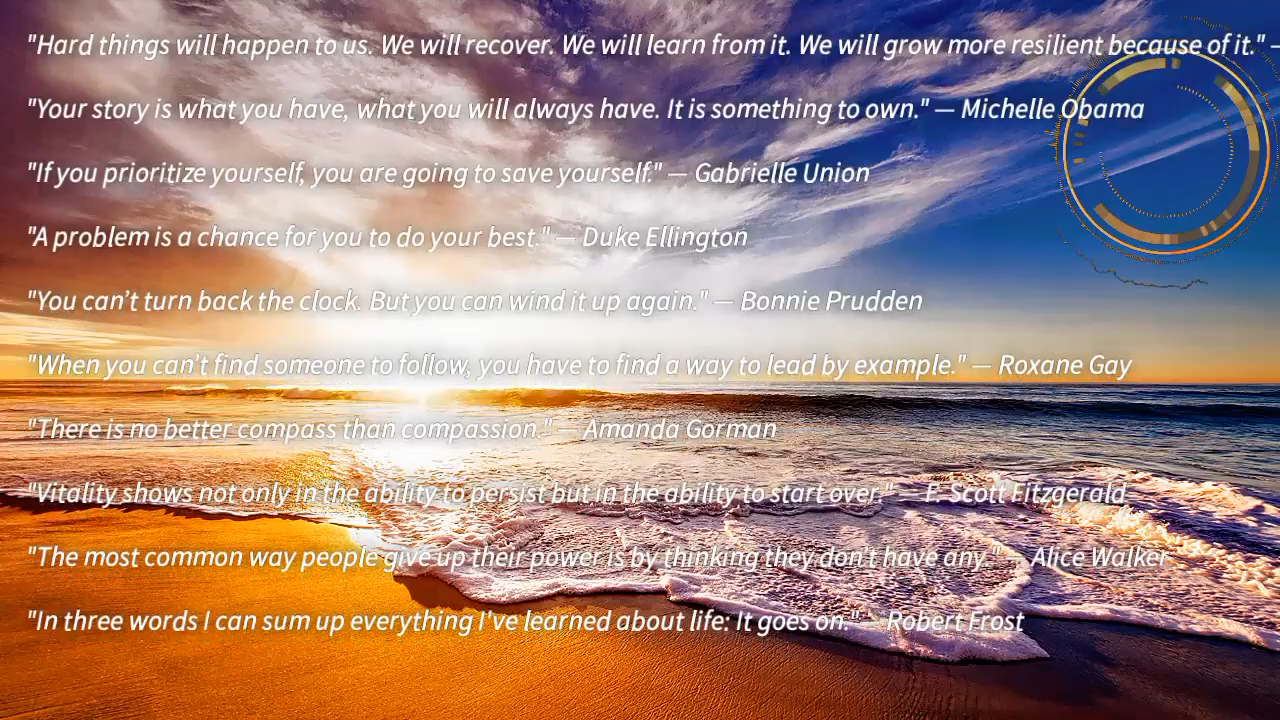 "Hard things will happen to us. We will recover. We will learn from it. We will grow more resilient because of it." —
"Your story is what you have, what you will always have. It is something to own." — Michelle Obama
"If you prioritize yourself, you are going to save yourself." — Gabrielle Union
"A problem is a chance for you to do your best." — Duke Ellington
"You can’t turn back the clock. But you can wind it up again." — Bonnie Prudden
"When you can’t find someone to follow, you have to find a way to lead by example." — Roxane Gay
"There is no better compass than compassion." — Amanda Gorman
"Vitality shows not only in the ability to persist but in the ability to start over." — F. Scott Fitzgerald
"The most common way people give up their power is by thinking they don't have any." — Alice Walker
"In three words I can sum up everything I've learned about life: It goes on." — Robert Frost